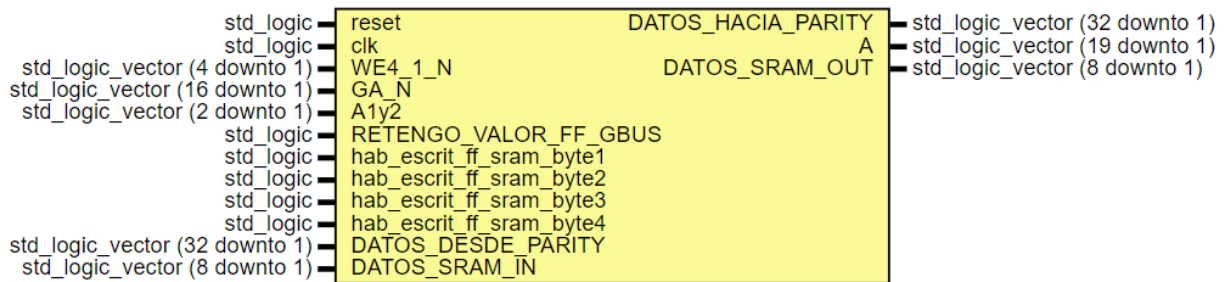 std_logic reset DATOS_HACIA_PARITY std_logic_vector (32 downto 1)
std_logic clk A std_logic_vector (19 downto 1)
std_logic_vector (4 downto 1) WE4_1_N DATOS_SRAM_OUT std_logic_vector (8 downto 1)
std_logic_vector (16 downto 1) GA_N
std_logic_vector (2 downto 1) A1y2
std_logic RETENGO_VALOR_FF_GBUS
std_logic hab_escrit_ff_sram_byte1
std_logic hab_escrit_ff_sram_byte2
std_logic hab_escrit_ff_sram_byte3
std_logic hab_escrit_ff_sram_byte4
std_logic_vector (32 downto 1) DATOS_DESDE_PARITY
std_logic_vector (8 downto 1) DATOS_SRAM_IN